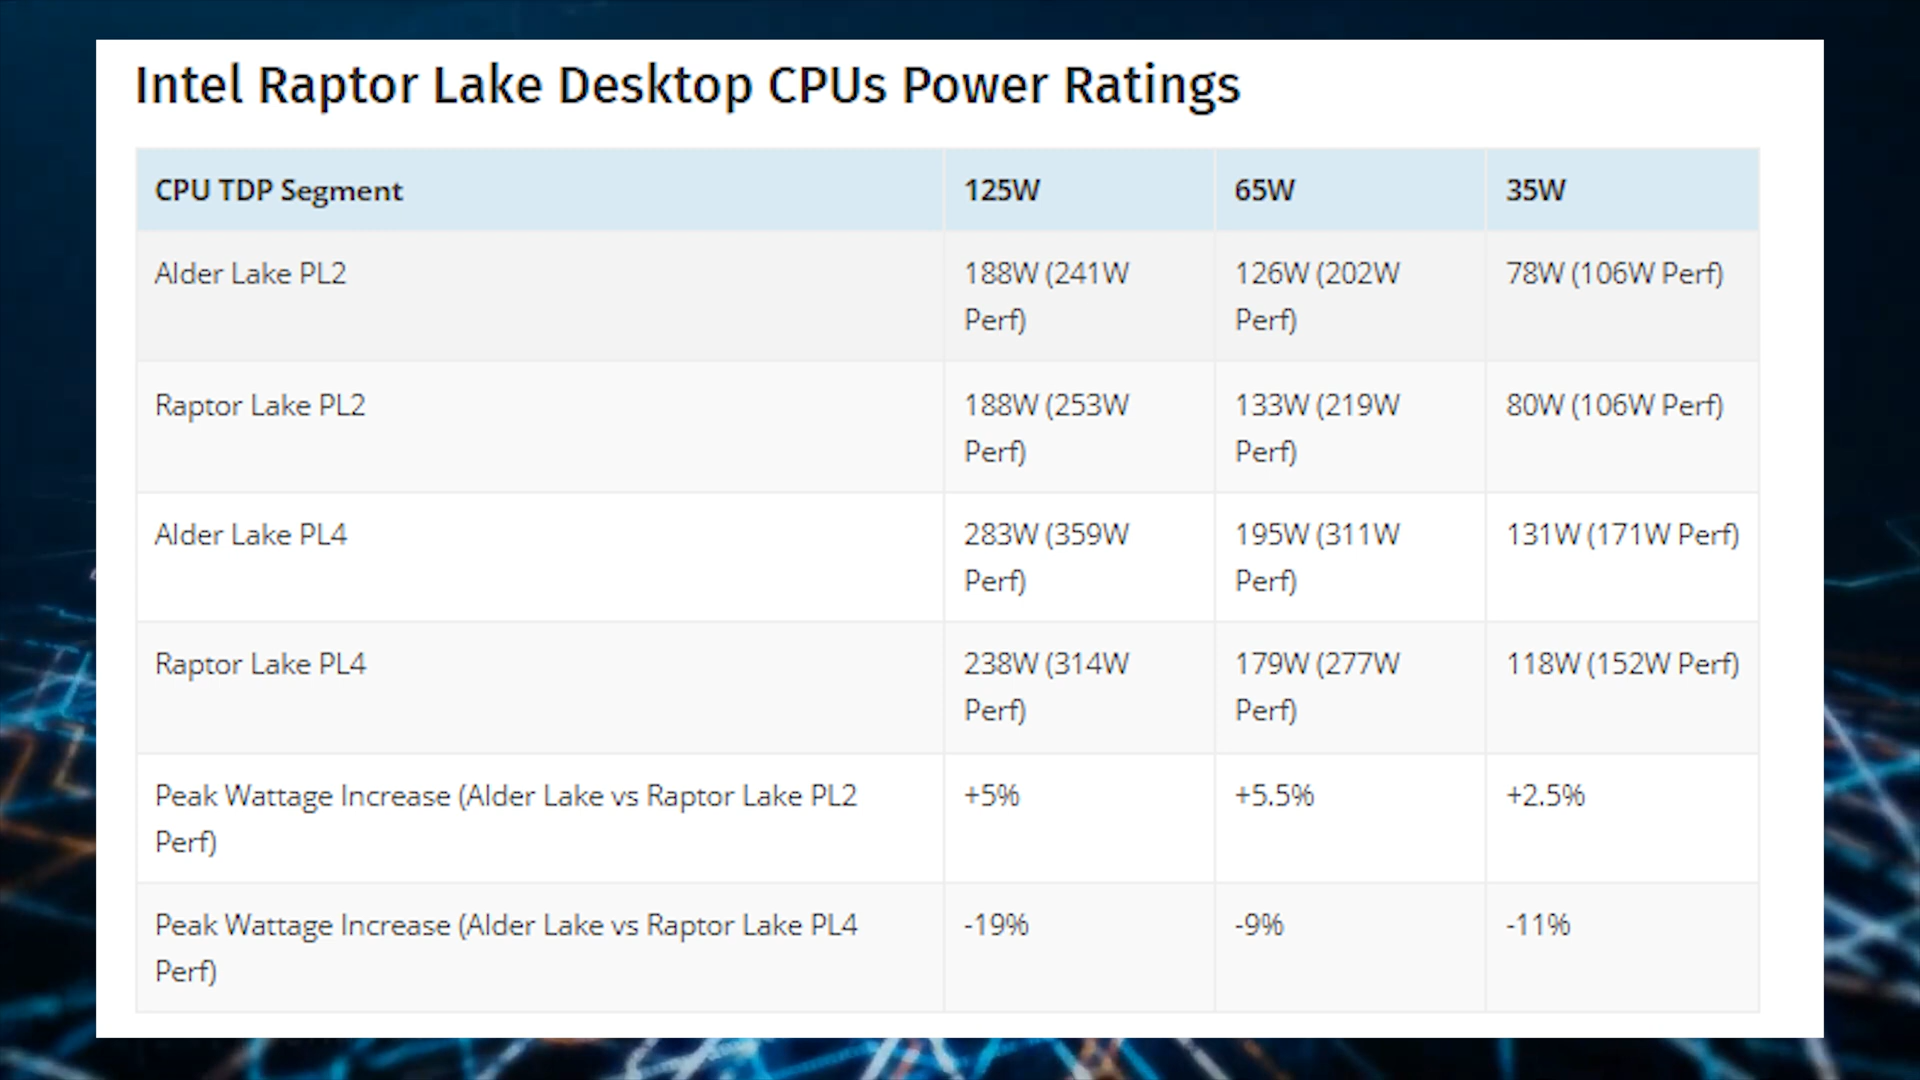 Intel Raptor Lake Desktop CPUs Power Ratings
CPU TDP Segment 125W 65W 35W
Alder Lake PL2 188W (241W Perf) 126W (202W Perf) 78W (106W Perf)
Raptor Lake PL2 188W (253W Perf) 133W (219W Perf) 80W (106W Perf)
Alder Lake PL4 283W (359W Perf) 195W (311W Perf) 131W (171W Perf)
Raptor Lake PL4 238W (314W Perf) 179W (277W Perf) 118W (152W Perf)
Peak Wattage Increase (Alder Lake vs Raptor Lake PL2 Perf) +5% +5.5% +2.5%
Peak Wattage Increase (Alder Lake vs Raptor Lake PL4 Perf) -19% -9% -11%